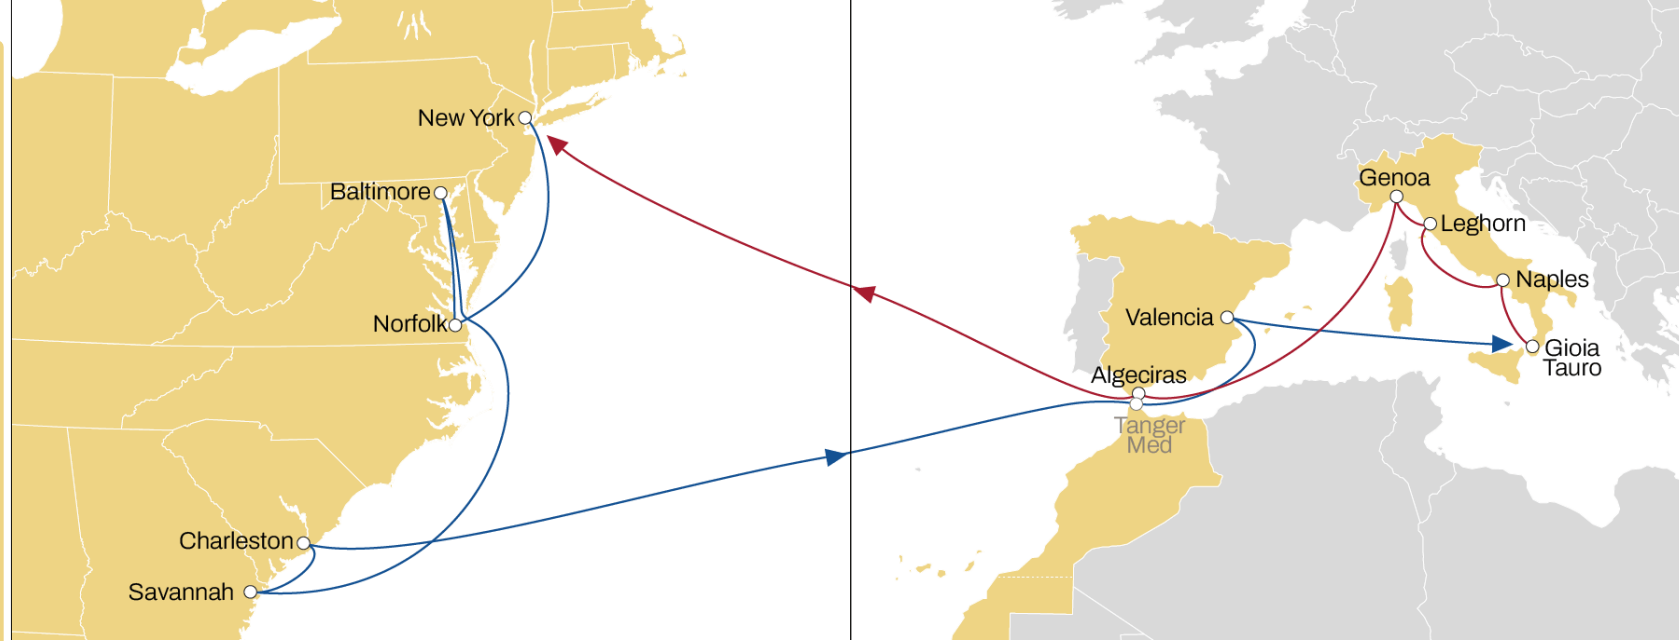 New York
Baltimore
Norfolk
Charleston
Savannah
Genoa
Leghorn
Naples
Valencia
Gioia
Tauro
Algeciras
Tanger
Med